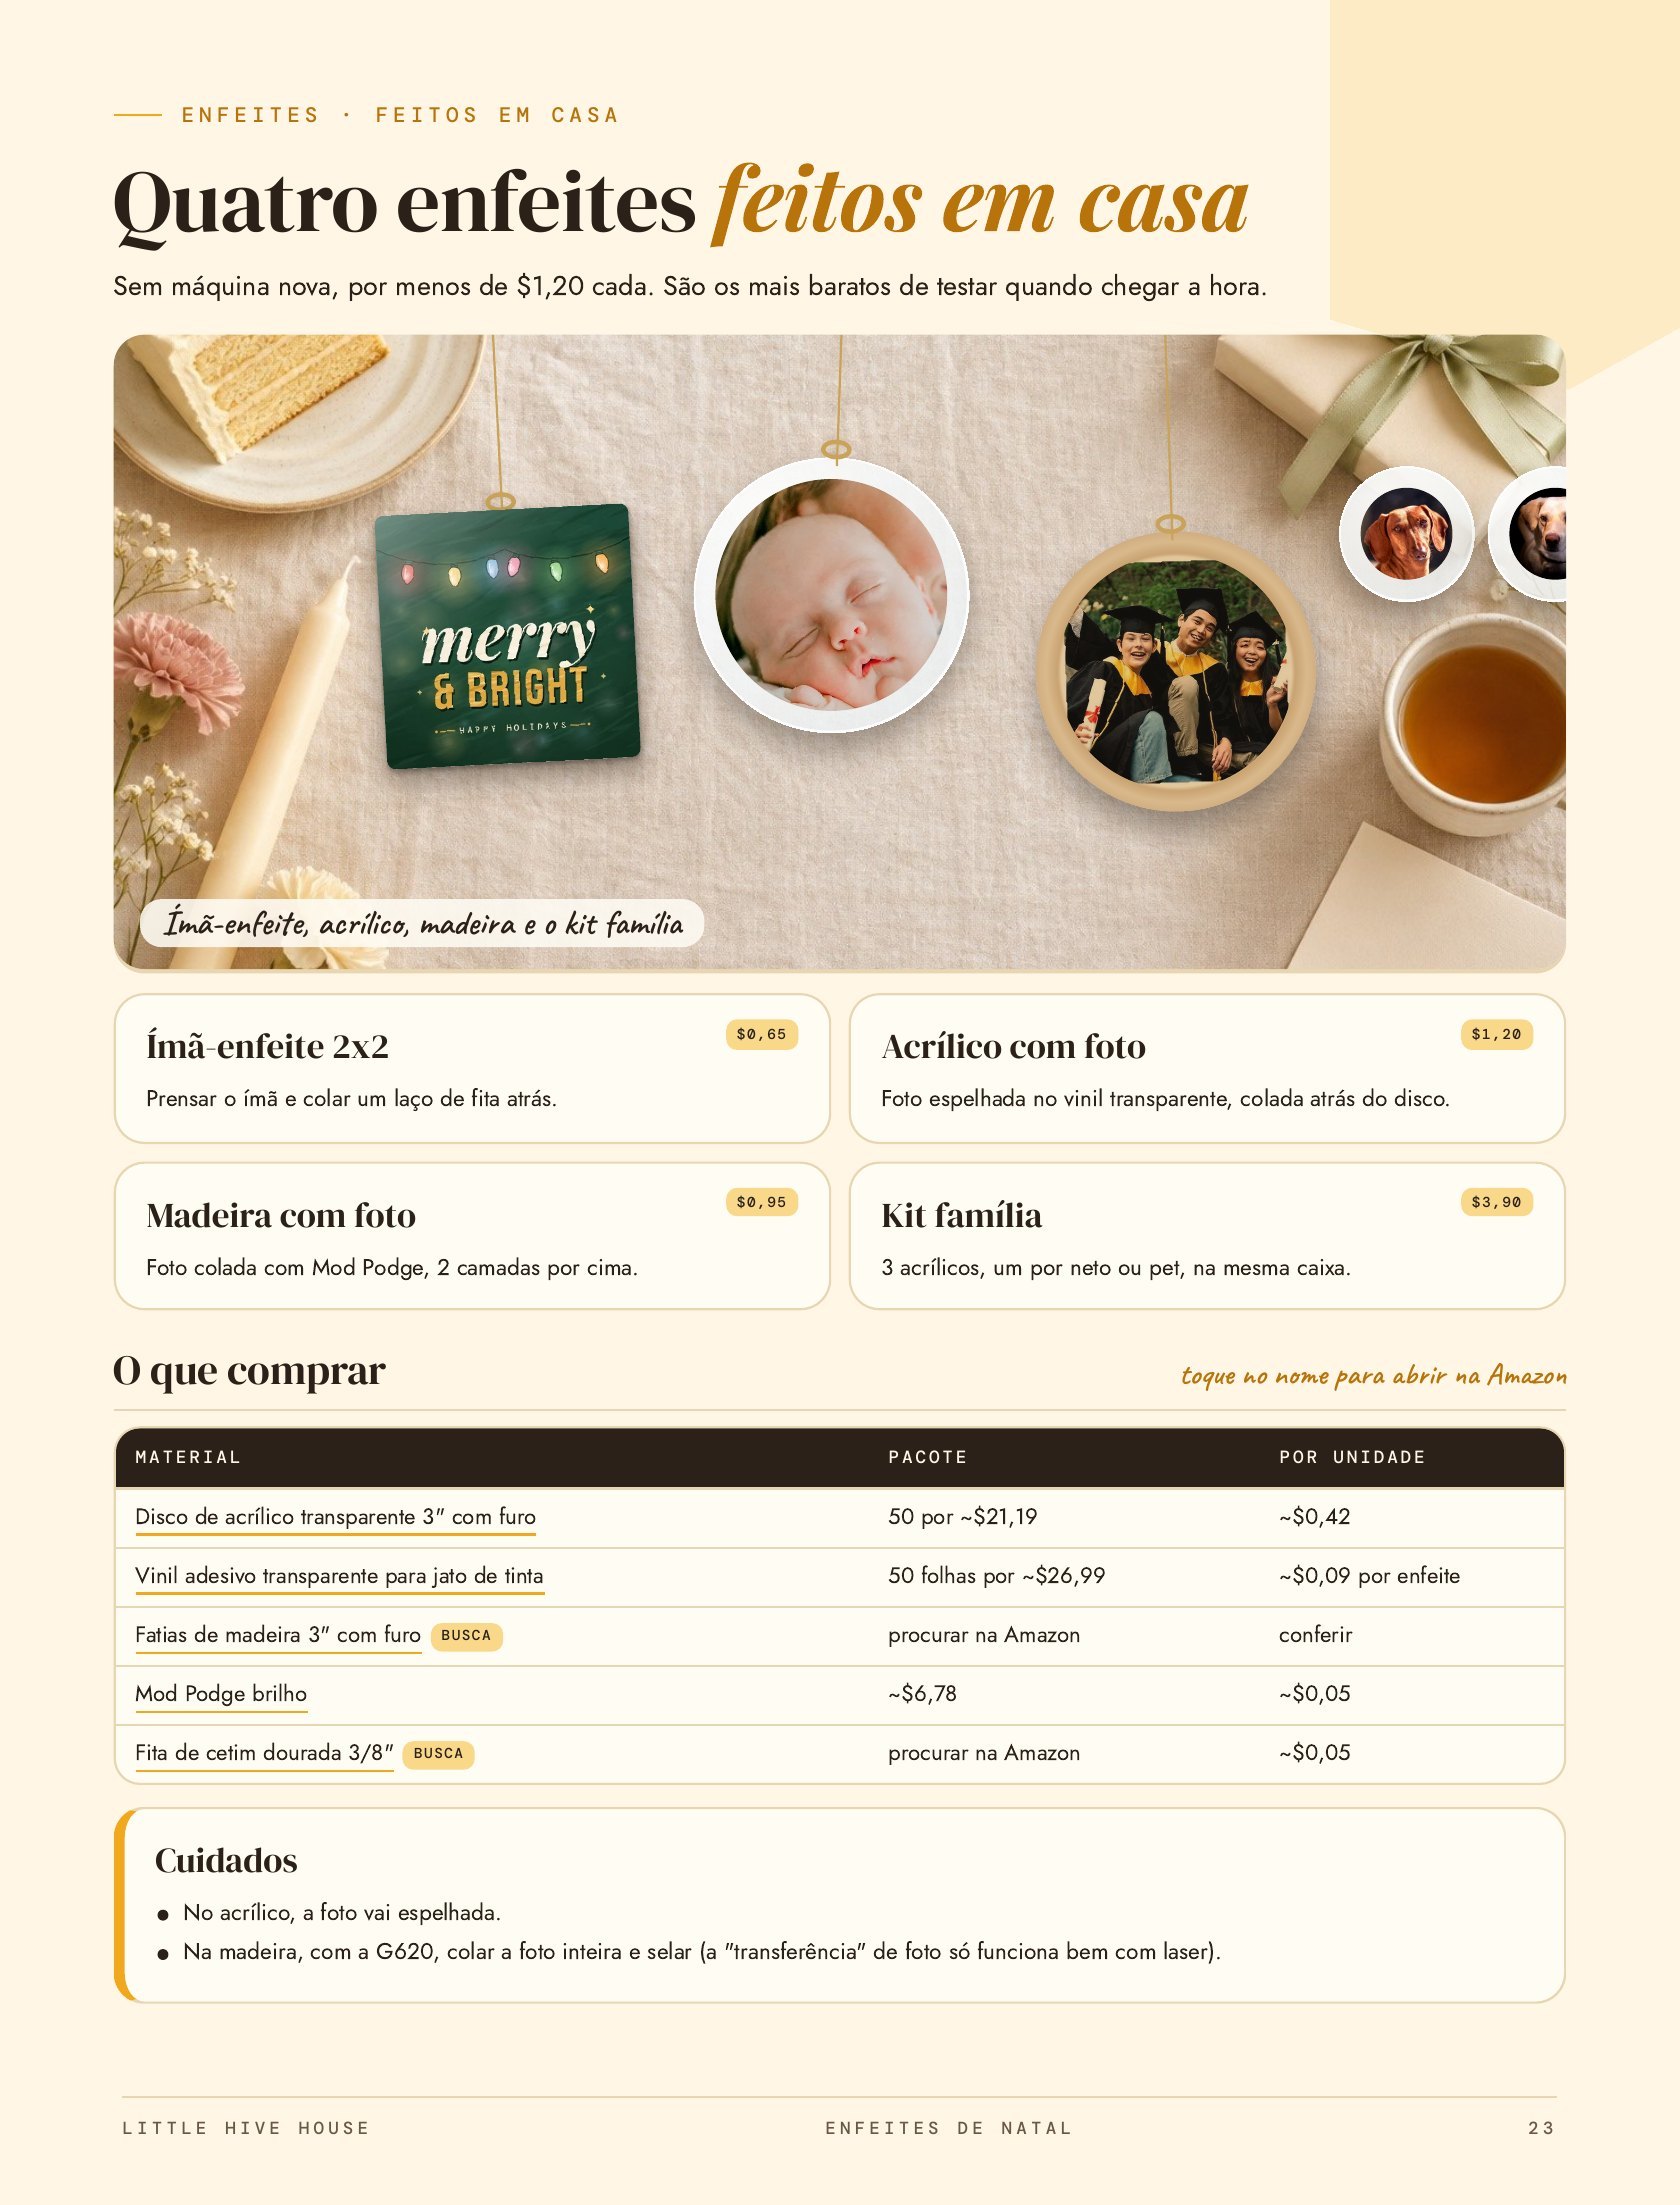 ENFEITES · FEITOS EM CASA
Quatro enfeites feitos em casa
Sem máquina nova, por menos de $1,20 cada. São os mais baratos de testar quando chegar a hora.
merry
& BRIGHT
HAPPY HOLIDAYS
Ímã-enfeite, acrílico, madeira e o kit família
Ímã-enfeite 2x2
$0,65
Prensar o ímã e colar um laço de fita atrás.
Acrílico com foto
$1,20
Foto espelhada no vinil transparente, colada atrás do disco.
Madeira com foto
$0,95
Foto colada com Mod Podge, 2 camadas por cima.
Kit família
$3,90
3 acrílicos, um por neto ou pet, na mesma caixa.
O que comprar
toque no nome para abrir na Amazon
MATERIAL PACOTE POR UNIDADE
Disco de acrílico transparente 3" com furo 50 por ~$21,19 ~$0,42
Vinil adesivo transparente para jato de tinta 50 folhas por ~$26,99 ~$0,09 por enfeite
Fatias de madeira 3" com furo BUSCA procurar na Amazon conferir
Mod Podge brilho ~$6,78 ~$0,05
Fita de cetim dourada 3/8" BUSCA procurar na Amazon ~$0,05
Cuidados
● No acrílico, a foto vai espelhada.
● Na madeira, com a G620, colar a foto inteira e selar (a "transferência" de foto só funciona bem com laser).
LITTLE HIVE HOUSE ENFEITES DE NATAL 23